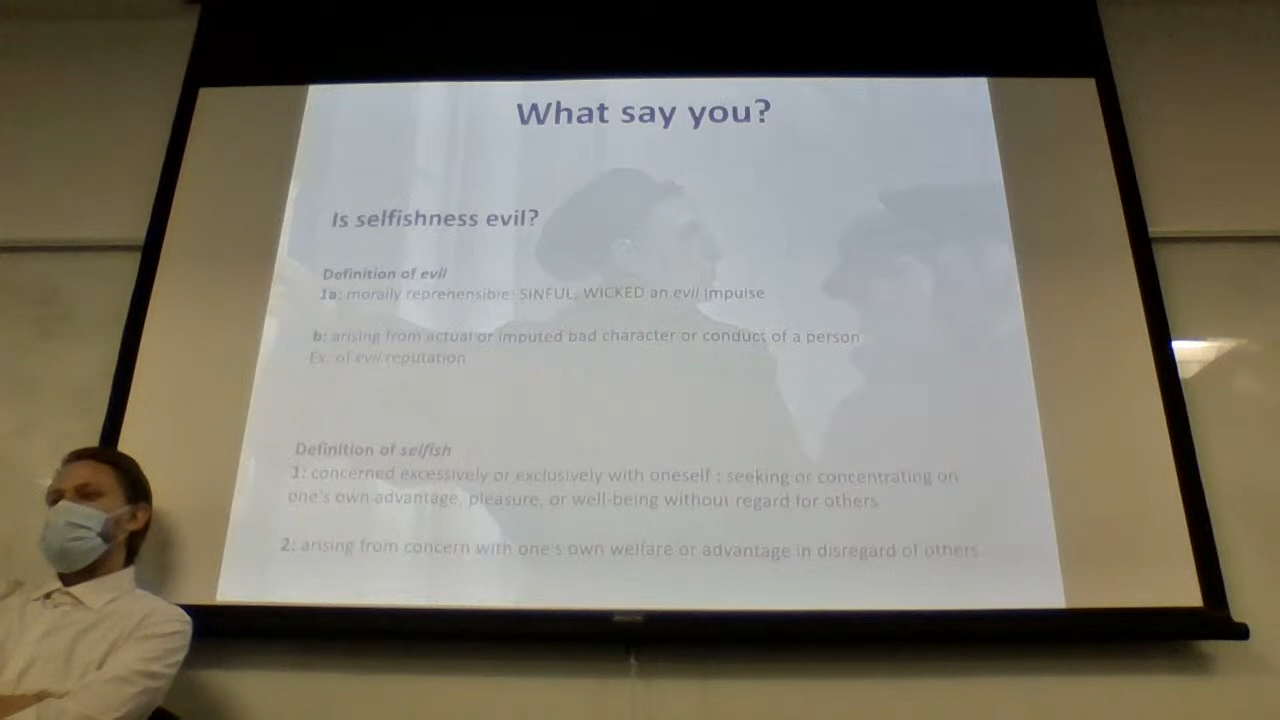 What say you?
Is selfishness evil?
Definition of evil
1a: morally reprehensible: SINFUL, WICKED an evil impulse
b: arising from actual or imputed bad character or conduct of a person
Ex. of evil reputation
Definition of selfish
1: concerned excessively or exclusively with oneself : seeking or concentrating on
one's own advantage, pleasure, or well-being without regard for others
2: arising from concern with one's own welfare or advantage in disregard of others